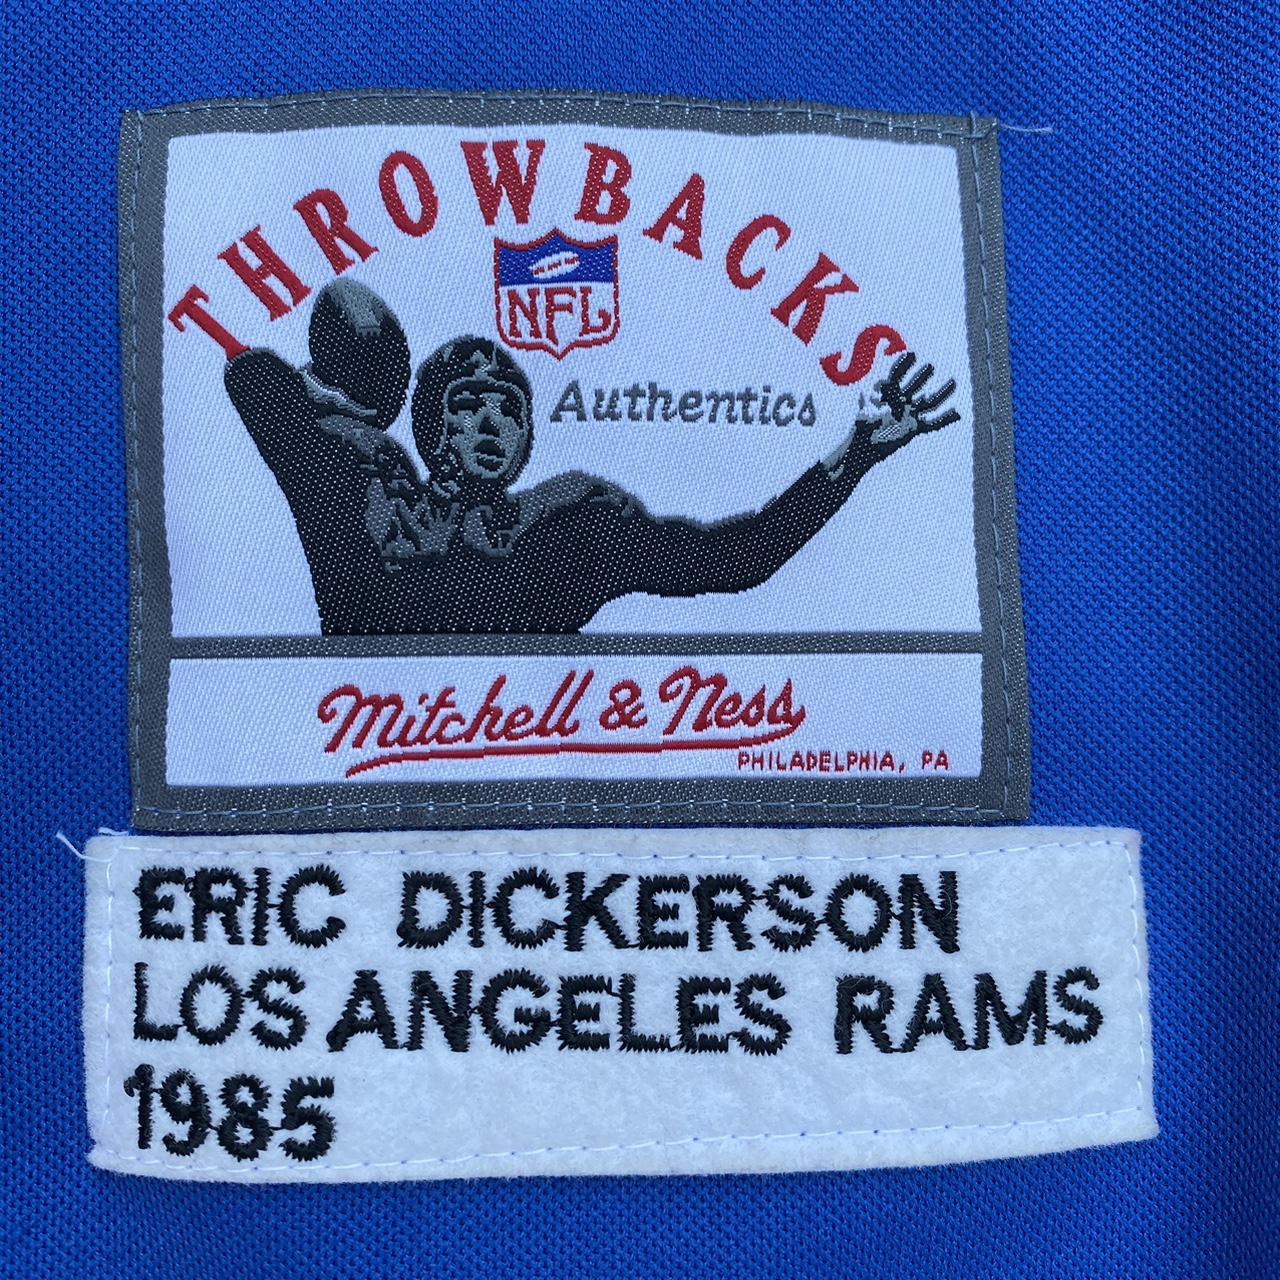 THROWBACKS
NFL
Authentics
Mitchell & Ness
PHILADELPHIA, PA
ERIC DICKERSON
LOS ANGELES RAMS
1985